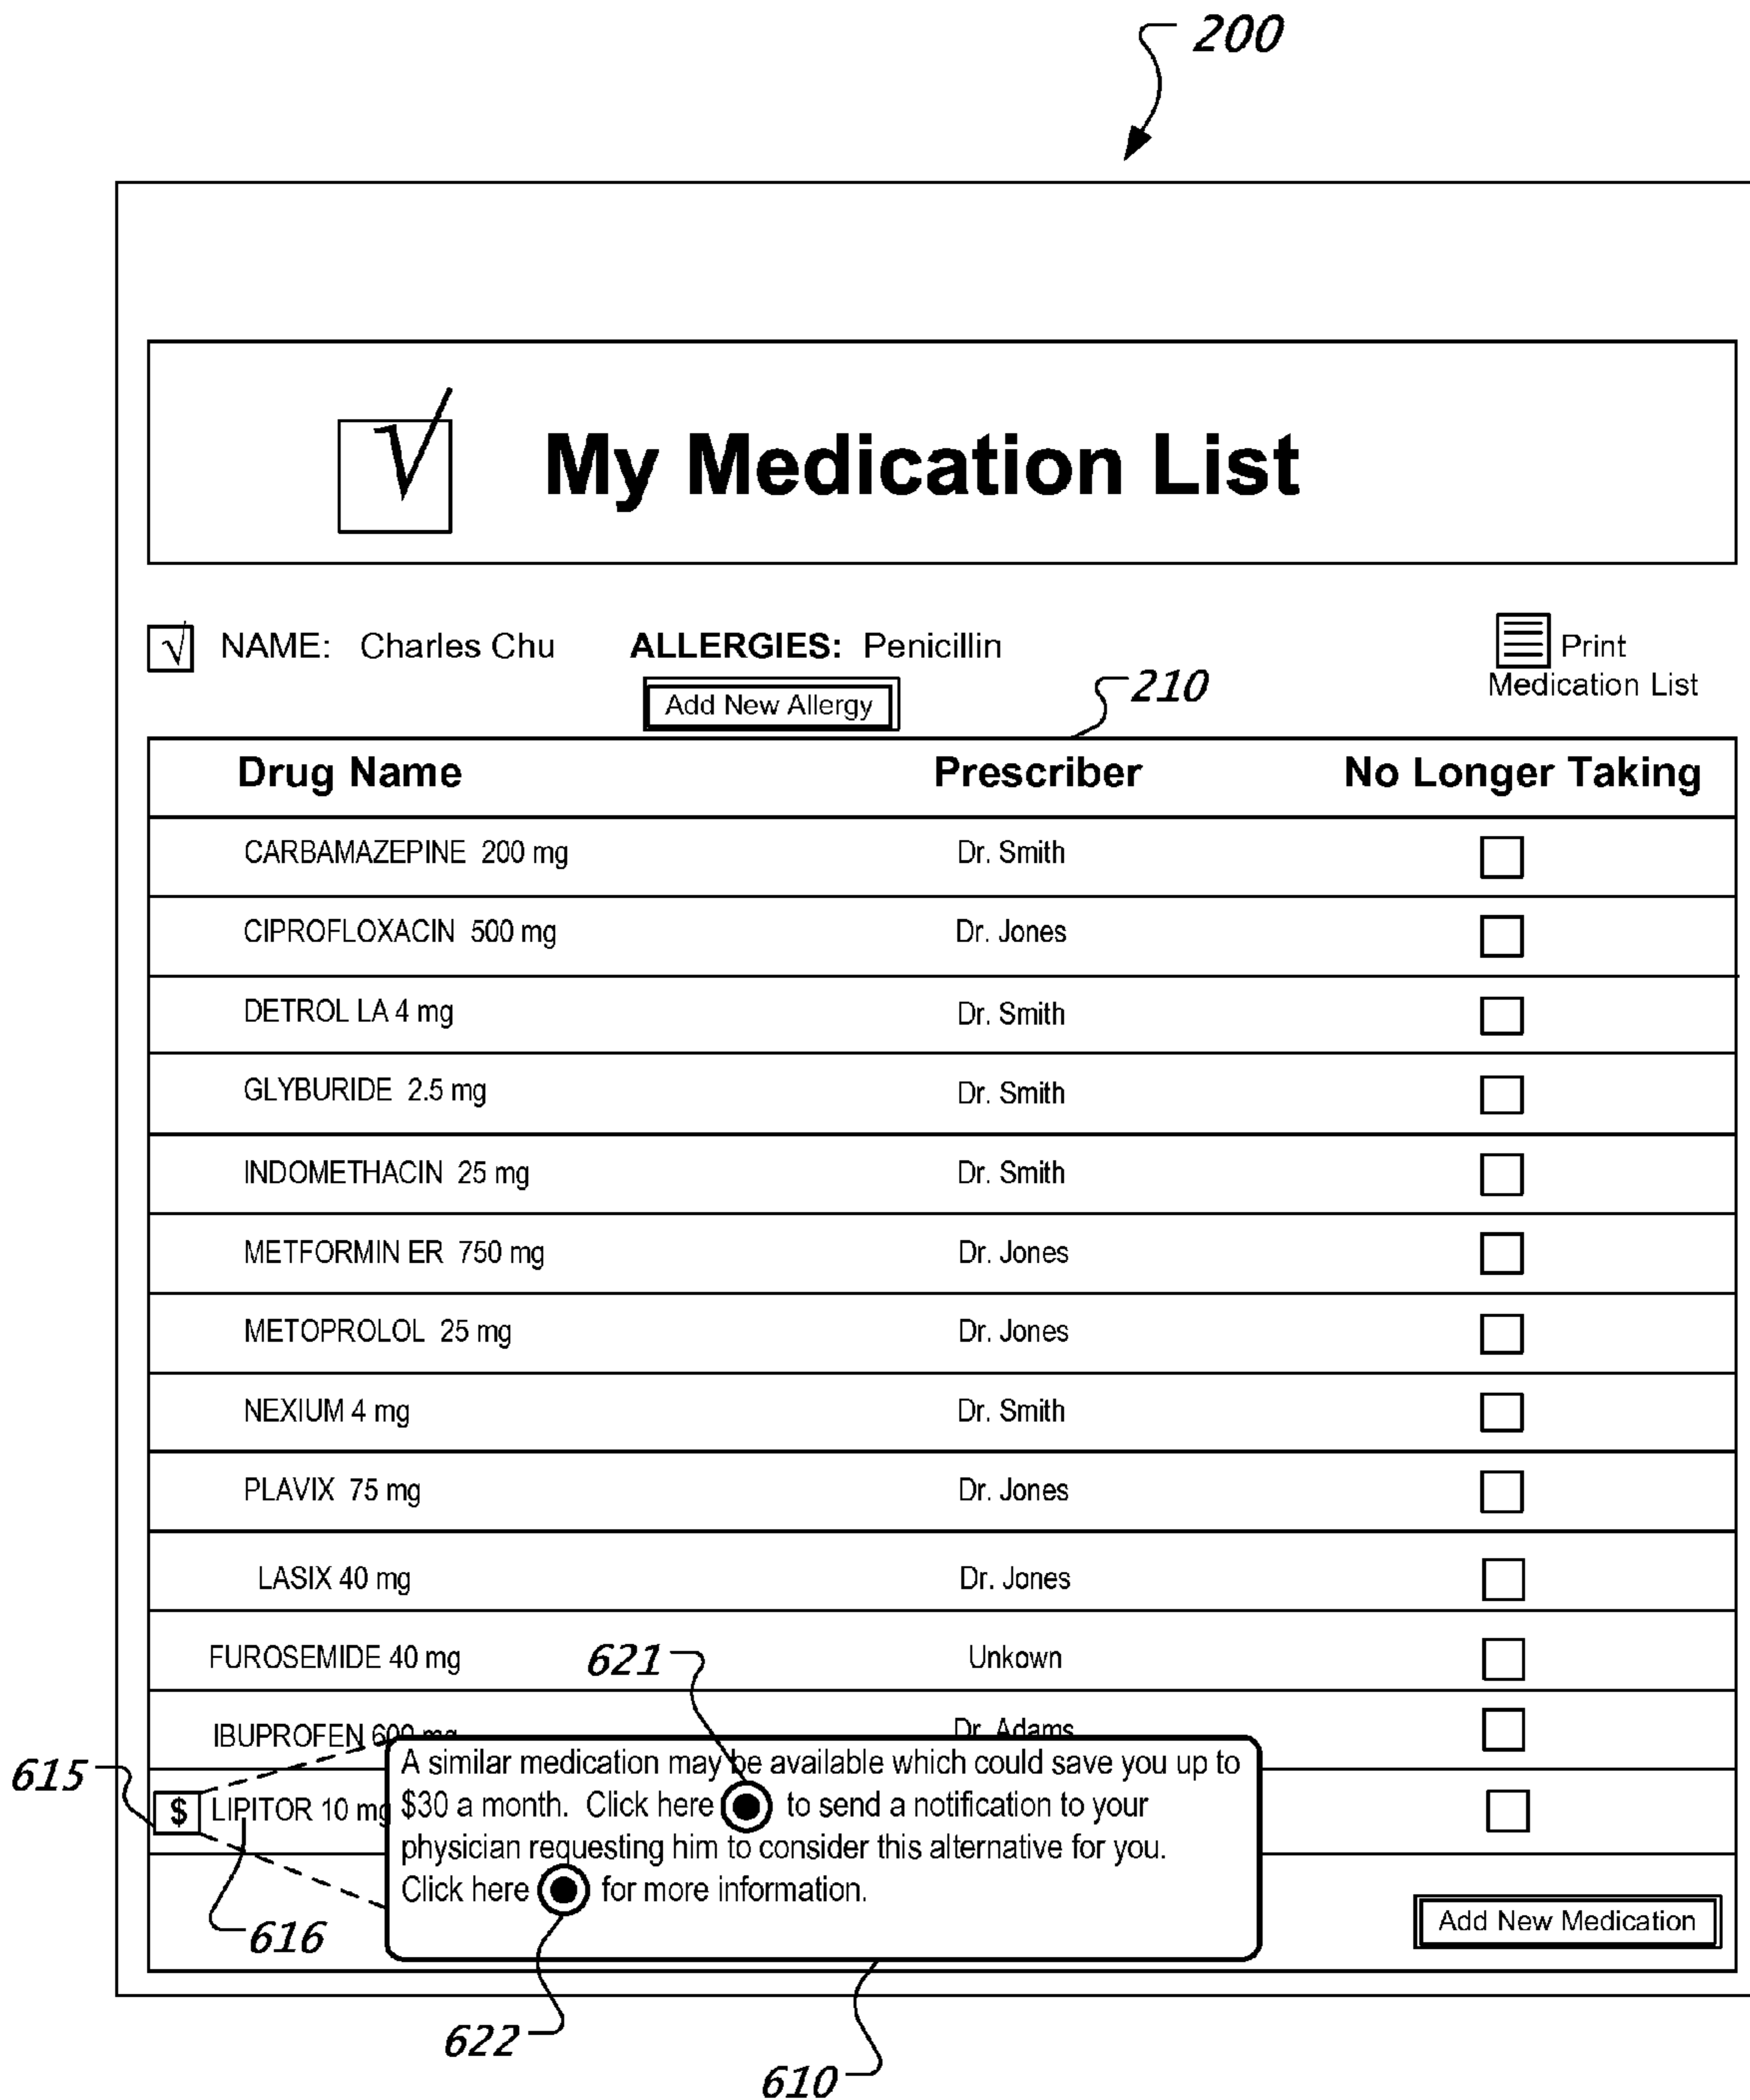 200
√ My Medication List
√ NAME: Charles Chu ALLERGIES: Penicillin Print
Add New Allergy 210 Medication List
Drug Name Prescriber No Longer Taking
CARBAMAZEPINE 200 mg Dr. Smith
CIPROFLOXACIN 500 mg Dr. Jones
DETROL LA 4 mg Dr. Smith
GLYBURIDE 2.5 mg Dr. Smith
INDOMETHACIN 25 mg Dr. Smith
METFORMIN ER 750 mg Dr. Jones
METOPROLOL 25 mg Dr. Jones
NEXIUM 4 mg Dr. Smith
PLAVIX 75 mg Dr. Jones
LASIX 40 mg Dr. Jones
FUROSEMIDE 40 mg 621 Unkown
IBUPROFEN 600 mg Dr. Adams
615 $ LIPITOR 10 mg
A similar medication may be available which could save you up to
$30 a month. Click here to send a notification to your
physician requesting him to consider this alternative for you.
Click here for more information.
616 Add New Medication
622
610